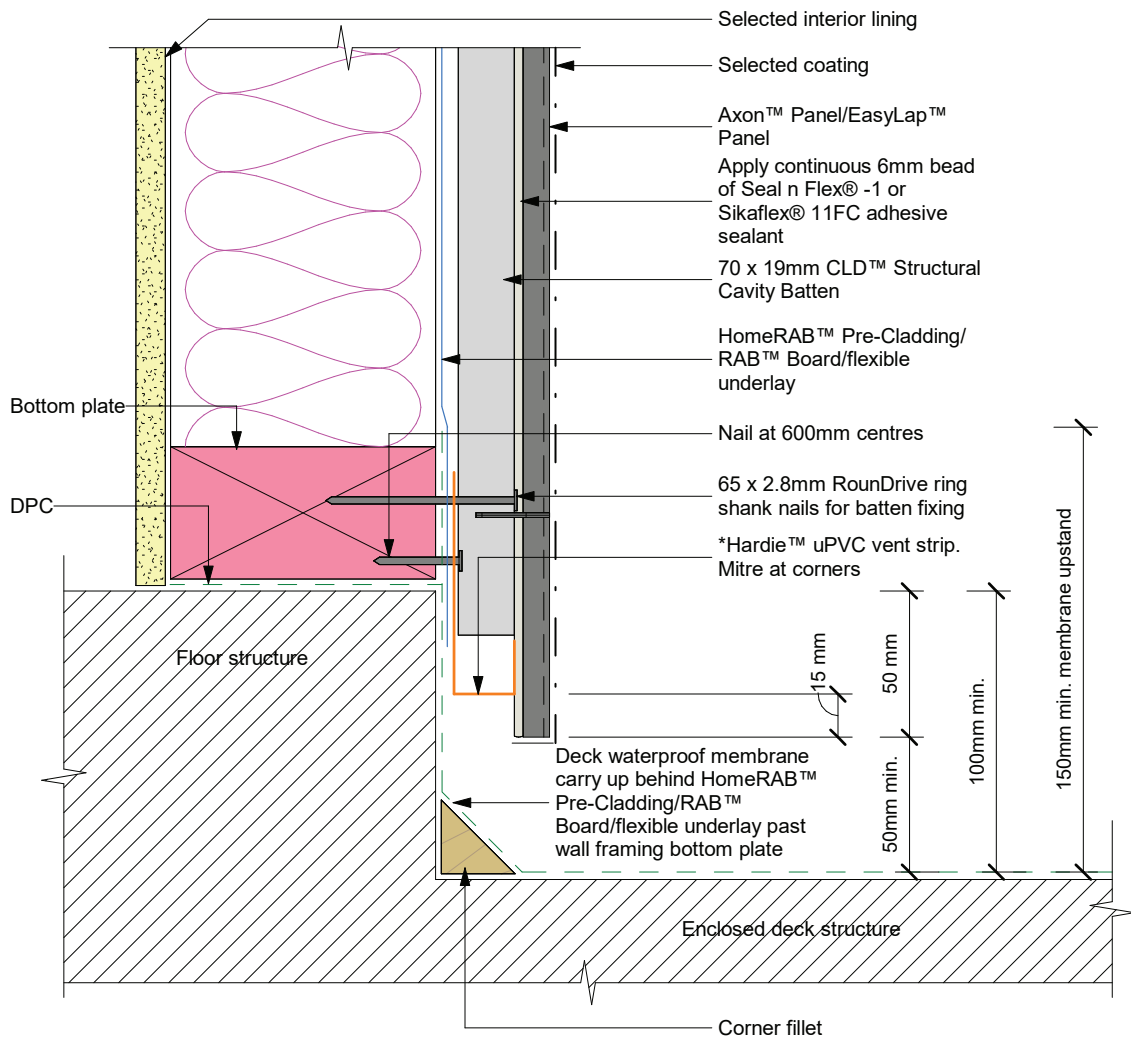 Selected interior lining
Selected coating
Axon™ Panel/EasyLap™
Panel
Apply continuous 6mm bead
of Seal n Flex® -1 or
Sikaflex® 11FC adhesive
sealant
70 x 19mm CLD™ Structural
Cavity Batten
HomeRAB™ Pre-Cladding/
RAB™ Board/flexible
underlay
Bottom plate
Nail at 600mm centres
DPC
65 x 2.8mm RounDrive ring
shank nails for batten fixing
*Hardie™ uPVC vent strip.
Mitre at corners
Floor structure
15 mm
50 mm
50mm min.
100mm min.
150mm min. membrane upstand
Deck waterproof membrane
carry up behind HomeRAB™
Pre-Cladding/RAB™
Board/flexible underlay past
wall framing bottom plate
Enclosed deck structure
Corner fillet